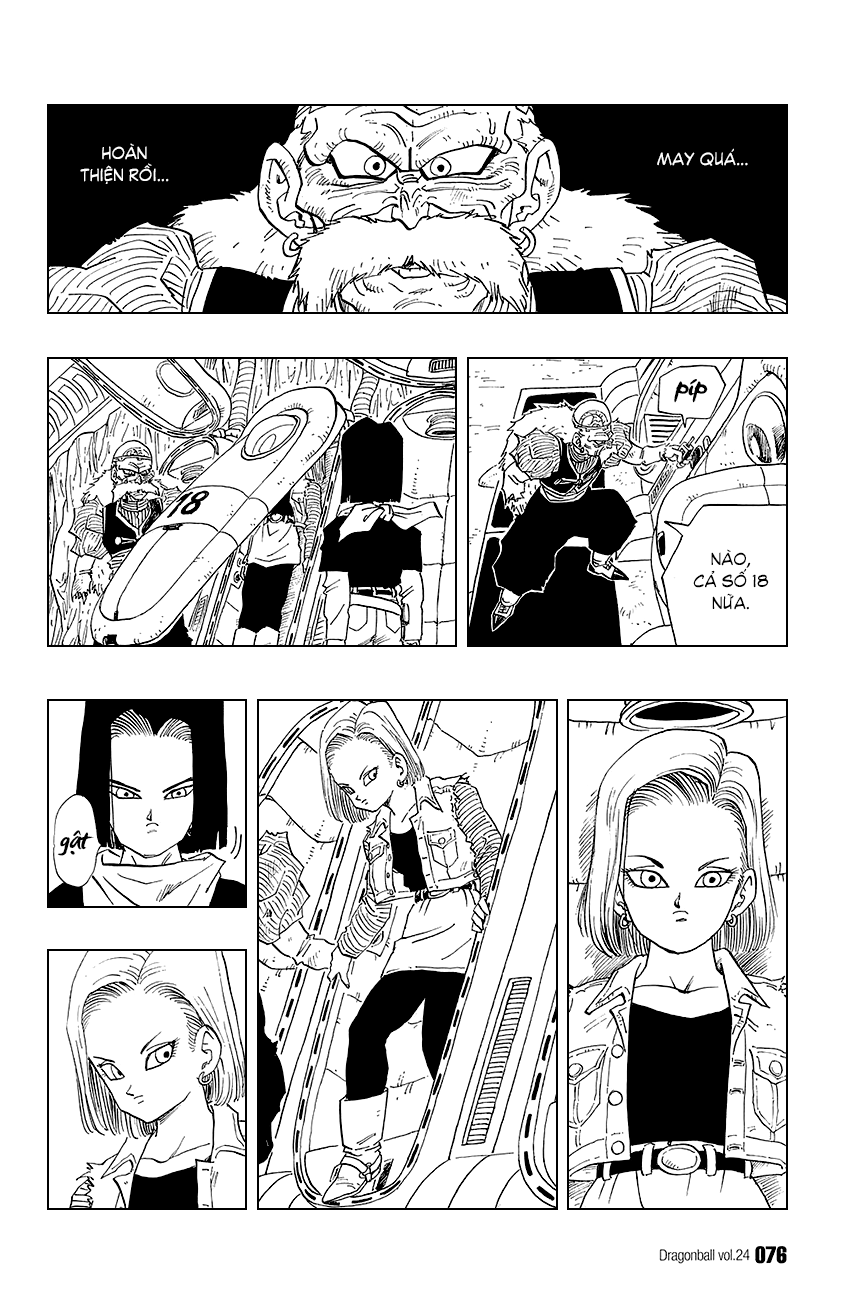 MAY QUÁ...
HOÀN
THIỆN RỒI...
píp
NÀO,
CẢ SỐ 18
NỮA.
18
gật
Dragonball vol.24 076